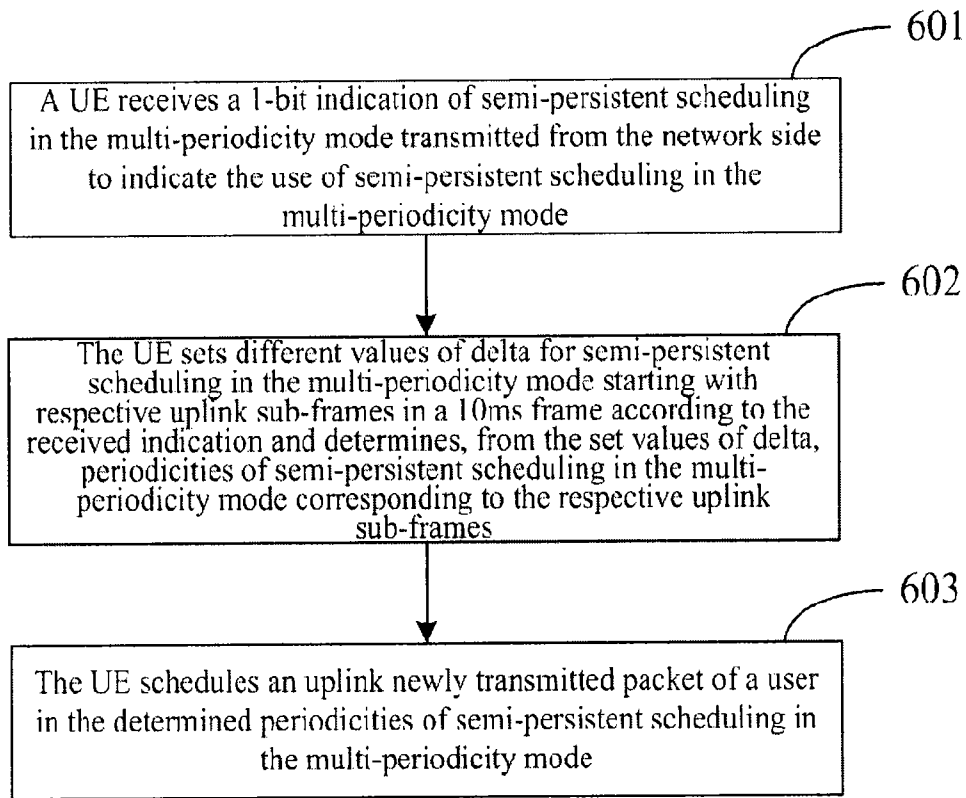 601
A UE receives a 1-bit indication of semi-persistent scheduling
in the multi-periodicity mode transmitted from the network side
to indicate the use of semi-persistent scheduling in the
multi-periodicity mode
602
The UE sets different values of delta for semi-persistent
scheduling in the multi-periodicity mode starting with
respective uplink sub-frames in a 10ms frame according to the
received indication and determines, from the set values of delta,
periodicities of semi-persistent scheduling in the multi-
periodicity mode corresponding to the respective uplink
sub-frames
603
The UE schedules an uplink newly transmitted packet of a user
in the determined periodicities of semi-persistent scheduling in
the multi-periodicity mode